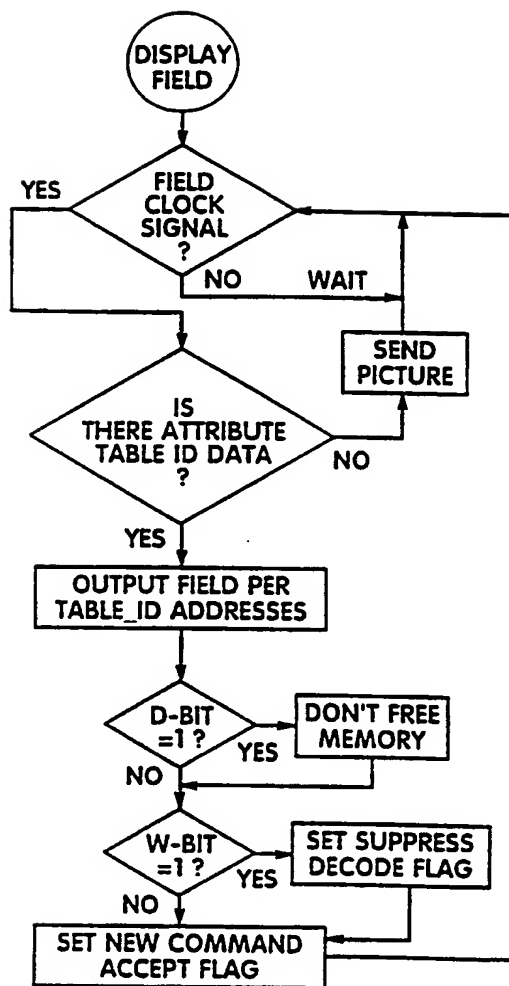 DISPLAY
FIELD
YES
FIELD
CLOCK
SIGNAL
?
NO
WAIT
SEND
PICTURE
IS
THERE ATTRIBUTE
TABLE ID DATA
?
NO
YES
OUTPUT FIELD PER
TABLE_ID ADDRESSES
D-BIT
=1 ?
YES
DON'T FREE
MEMORY
NO
W-BIT
=1 ?
YES
SET SUPPRESS
DECODE FLAG
NO
SET NEW COMMAND
ACCEPT FLAG